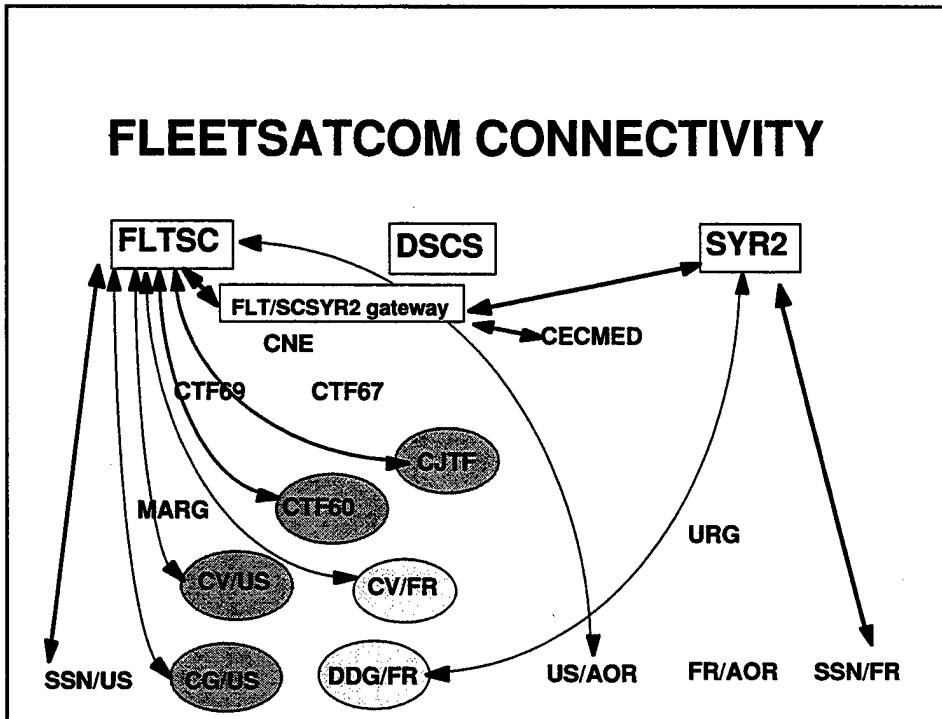 FLEETSATCOM CONNECTIVITY
FLTSC
DSCS
SYR2
FLT/SCSYR2 gateway
CECMED
CNE
CTF69
CTF67
CJTF
CTF60
MARG
URG
CV/US
CV/FR
SSN/US
CG/US
DDG/FR
US/AOR
FR/AOR
SSN/FR